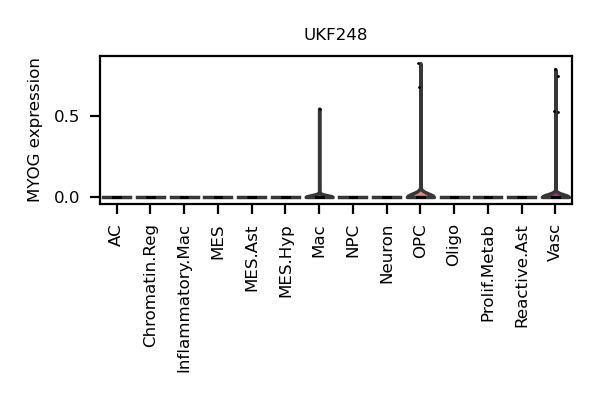 UKF248
MYOG expression
0.5
0.0
AC
Chromatin.Reg
Inflammatory.Mac
MES
MES.Ast
MES.Hyp
Mac
NPC
Neuron
OPC
Oligo
Prolif.Metab
Reactive.Ast
Vasc